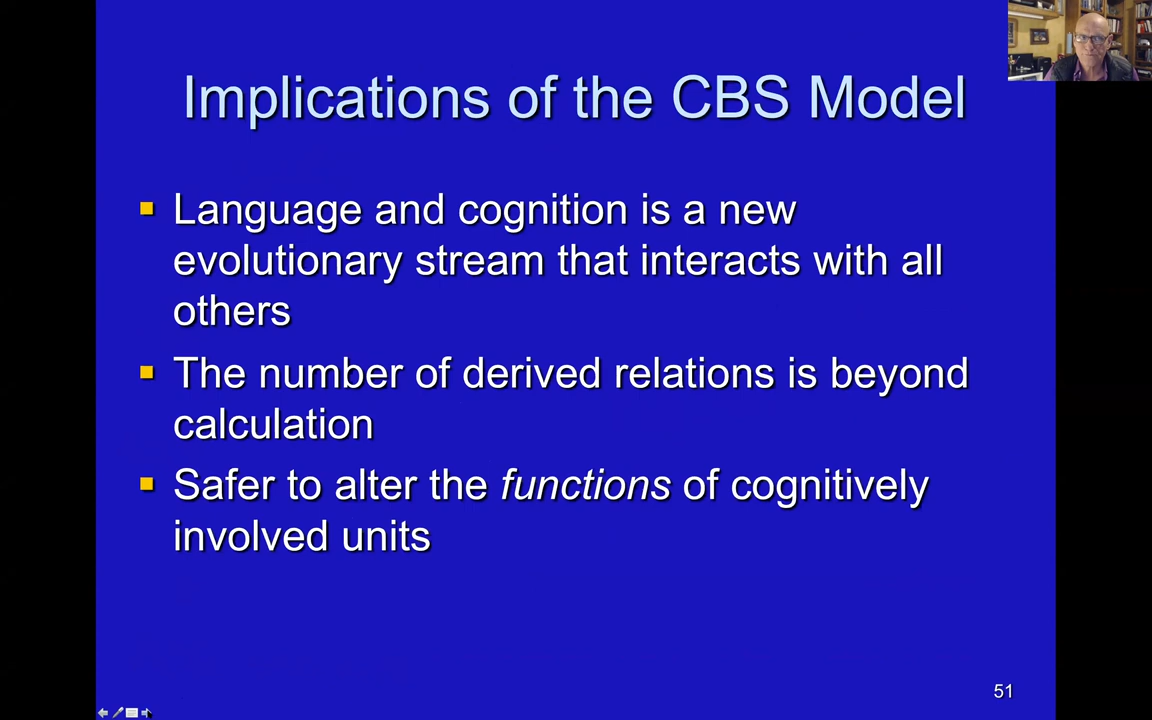 Implications of the CBS Model
Language and cognition is a new
evolutionary stream that interacts with all
others
The number of derived relations is beyond
calculation
Safer to alter the functions of cognitively
involved units
51